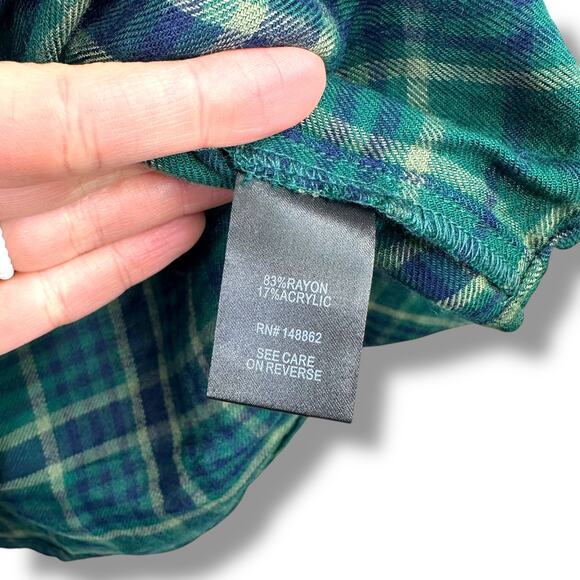 83%RAYON
17%ACRYLIC
RN# 148862
SEE CARE
ON REVERSE